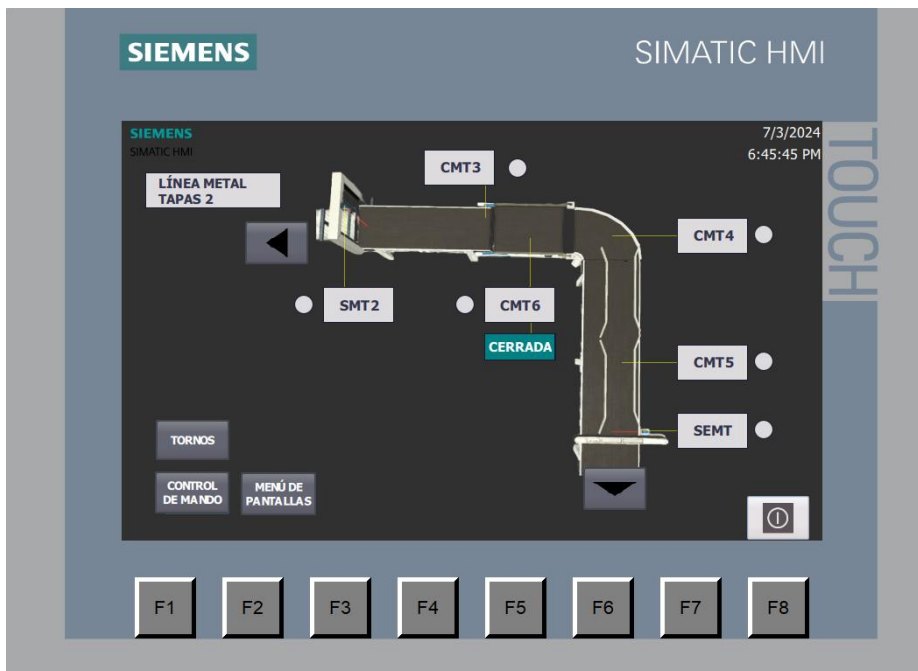 SIEMENS
SIMATIC HMI
TOUCH
SIEMENS
SIMATIC HMI
7/3/2024
6:45:45 PM
LÍNEA METAL
TAPAS 2
CMT3
CMT4
SMT2
CMT6
CERRADA
CMT5
SEMT
TORNOS
CONTROL
DE MANDO
MENÚ DE
PANTALLAS
F1
F2
F3
F4
F5
F6
F7
F8